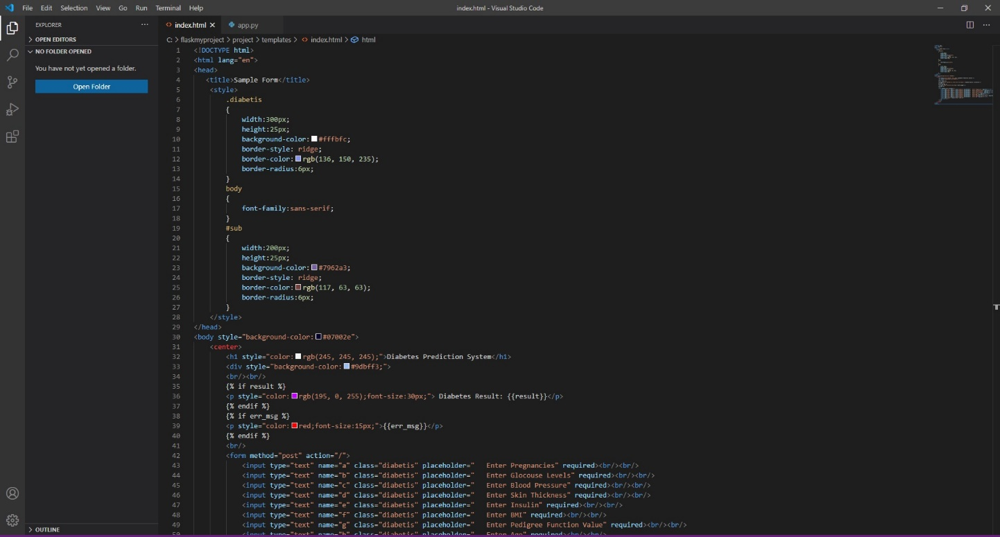 File Edit Selection View Go Run Terminal Help
index.html - Visual Studio Code
EXPLORER
OPEN EDITORS
NO FOLDER OPENED
You have not yet opened a folder.
Open Folder
OUTLINE
index.html app.py
C: > flaskmyproject > project > templates > <> index.html > html
1 <!DOCTYPE html>
2 <html lang="en">
3 <head>
4 <title>Sample Form</title>
5 <style>
6 .diabetis
7 {
8 width:300px;
9 height:25px;
10 background-color:#fffbfc;
11 border-style: ridge;
12 border-color:rgb(136, 150, 235);
13 border-radius:6px;
14 }
15 body
16 {
17 font-family:sans-serif;
18 }
19 #sub
20 {
21 width:200px;
22 height:25px;
23 background-color:#7962a3;
24 border-style: ridge;
25 border-color:rgb(117, 63, 63);
26 border-radius:6px;
27 }
28 </style>
29 </head>
30 <body style="background-color:#07002e">
31 <center>
32 <h1 style="color:rgb(245, 245, 245);">Diabetes Prediction System</h1>
33 <div style="background-color:#9dbff3;">
34 <br/><br/>
35 {% if result %}
36 <p style="color:rgb(195, 0, 255);font-size:30px;"> Diabetes Result: {{result}}</p>
37 {% endif %}
38 {% if err_msg %}
39 <p style="color:red;font-size:15px;">{{err_msg}}</p>
40 {% endif %}
41 <br/>
42 <form method="post" action="/">
43 <input type="text" name="a" class="diabetis" placeholder="   Enter Pregnancies" required><br/><br/>
44 <input type="text" name="b" class="diabetis" placeholder="   Enter Glocouse Levels" required><br/><br/>
45 <input type="text" name="c" class="diabetis" placeholder="   Enter Blood Pressure" required><br/><br/>
46 <input type="text" name="d" class="diabetis" placeholder="   Enter Skin Thickness" required><br/><br/>
47 <input type="text" name="e" class="diabetis" placeholder="   Enter Insulin" required><br/><br/>
48 <input type="text" name="f" class="diabetis" placeholder="   Enter BMI" required><br/><br/>
49 <input type="text" name="g" class="diabetis" placeholder="   Enter Pedigree Function Value" required><br/><br/>
50 <input type="text" name="h" class="diabetis" placeholder="   Enter Age" required><br/><br/>